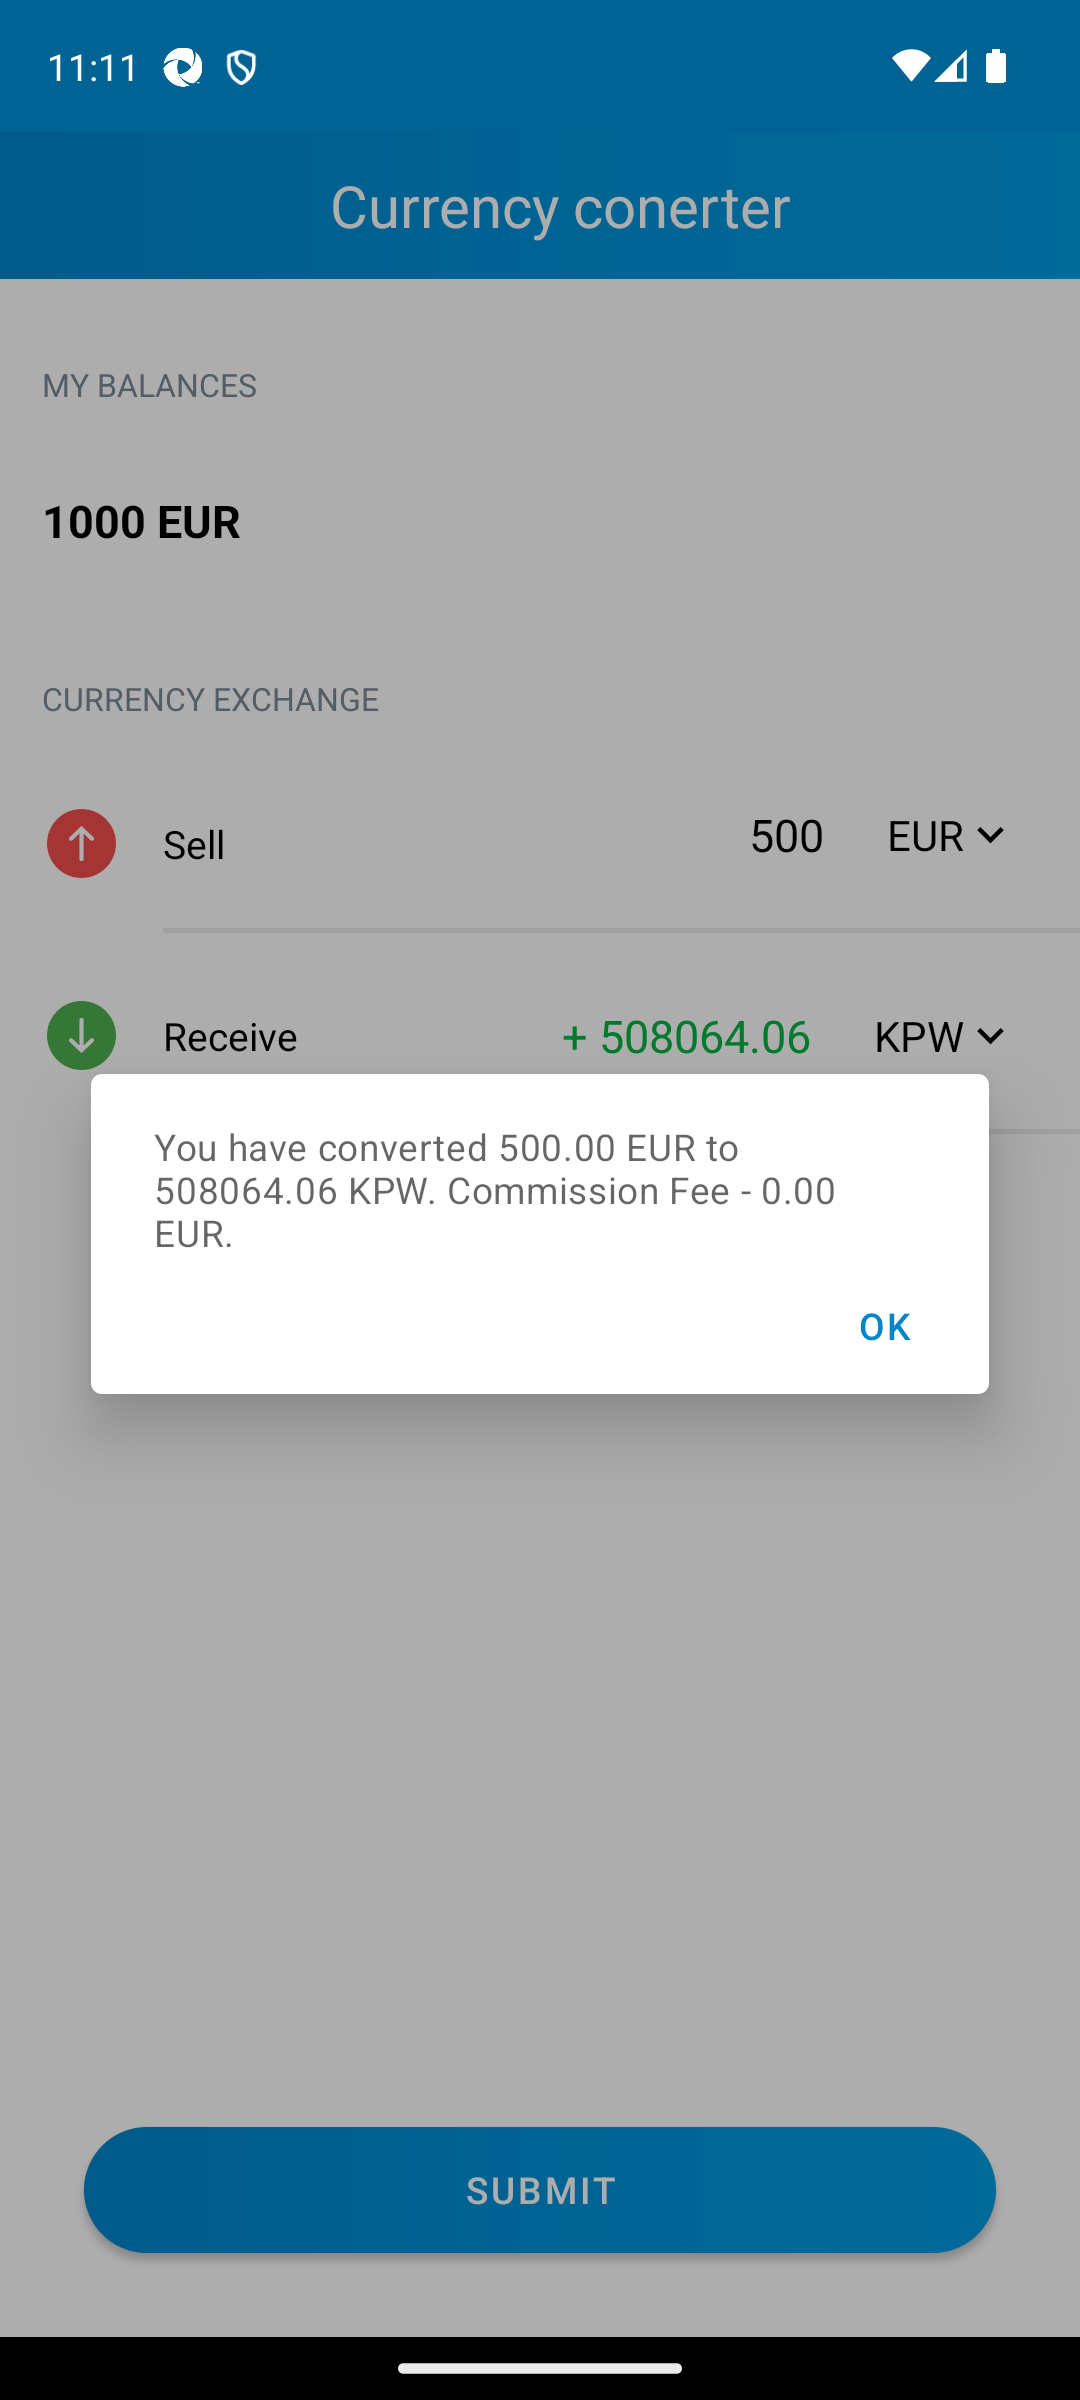 11:11
Currency conerter
MY BALANCES
1000 EUR
CURRENCY EXCHANGE
Sell 500 EUR
Receive + 508064.06 KPW
You have converted 500.00 EUR to
508064.06 KPW. Commission Fee - 0.00
EUR.
OK
SUBMIT